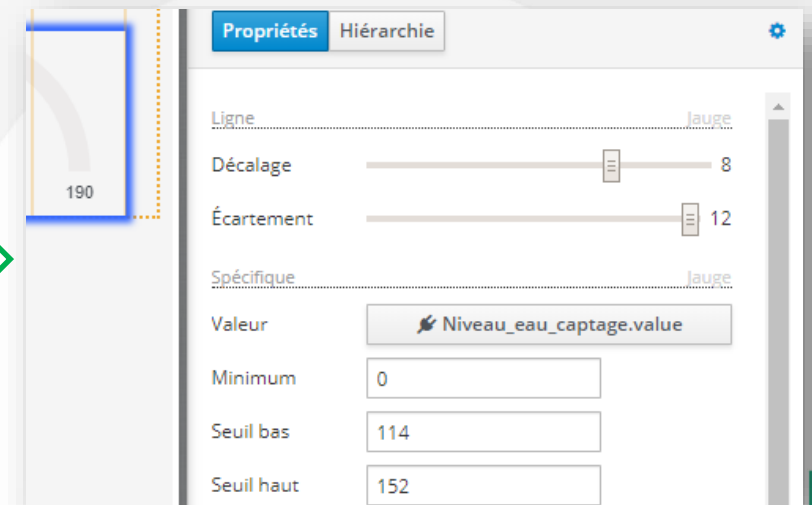 Propriétés Hiérarchie
Ligne Jauge
Décalage 8
190
Écartement 12
Spécifique Jauge
Valeur Niveau_eau_captage.value
Minimum 0
Seuil bas 114
Seuil haut 152